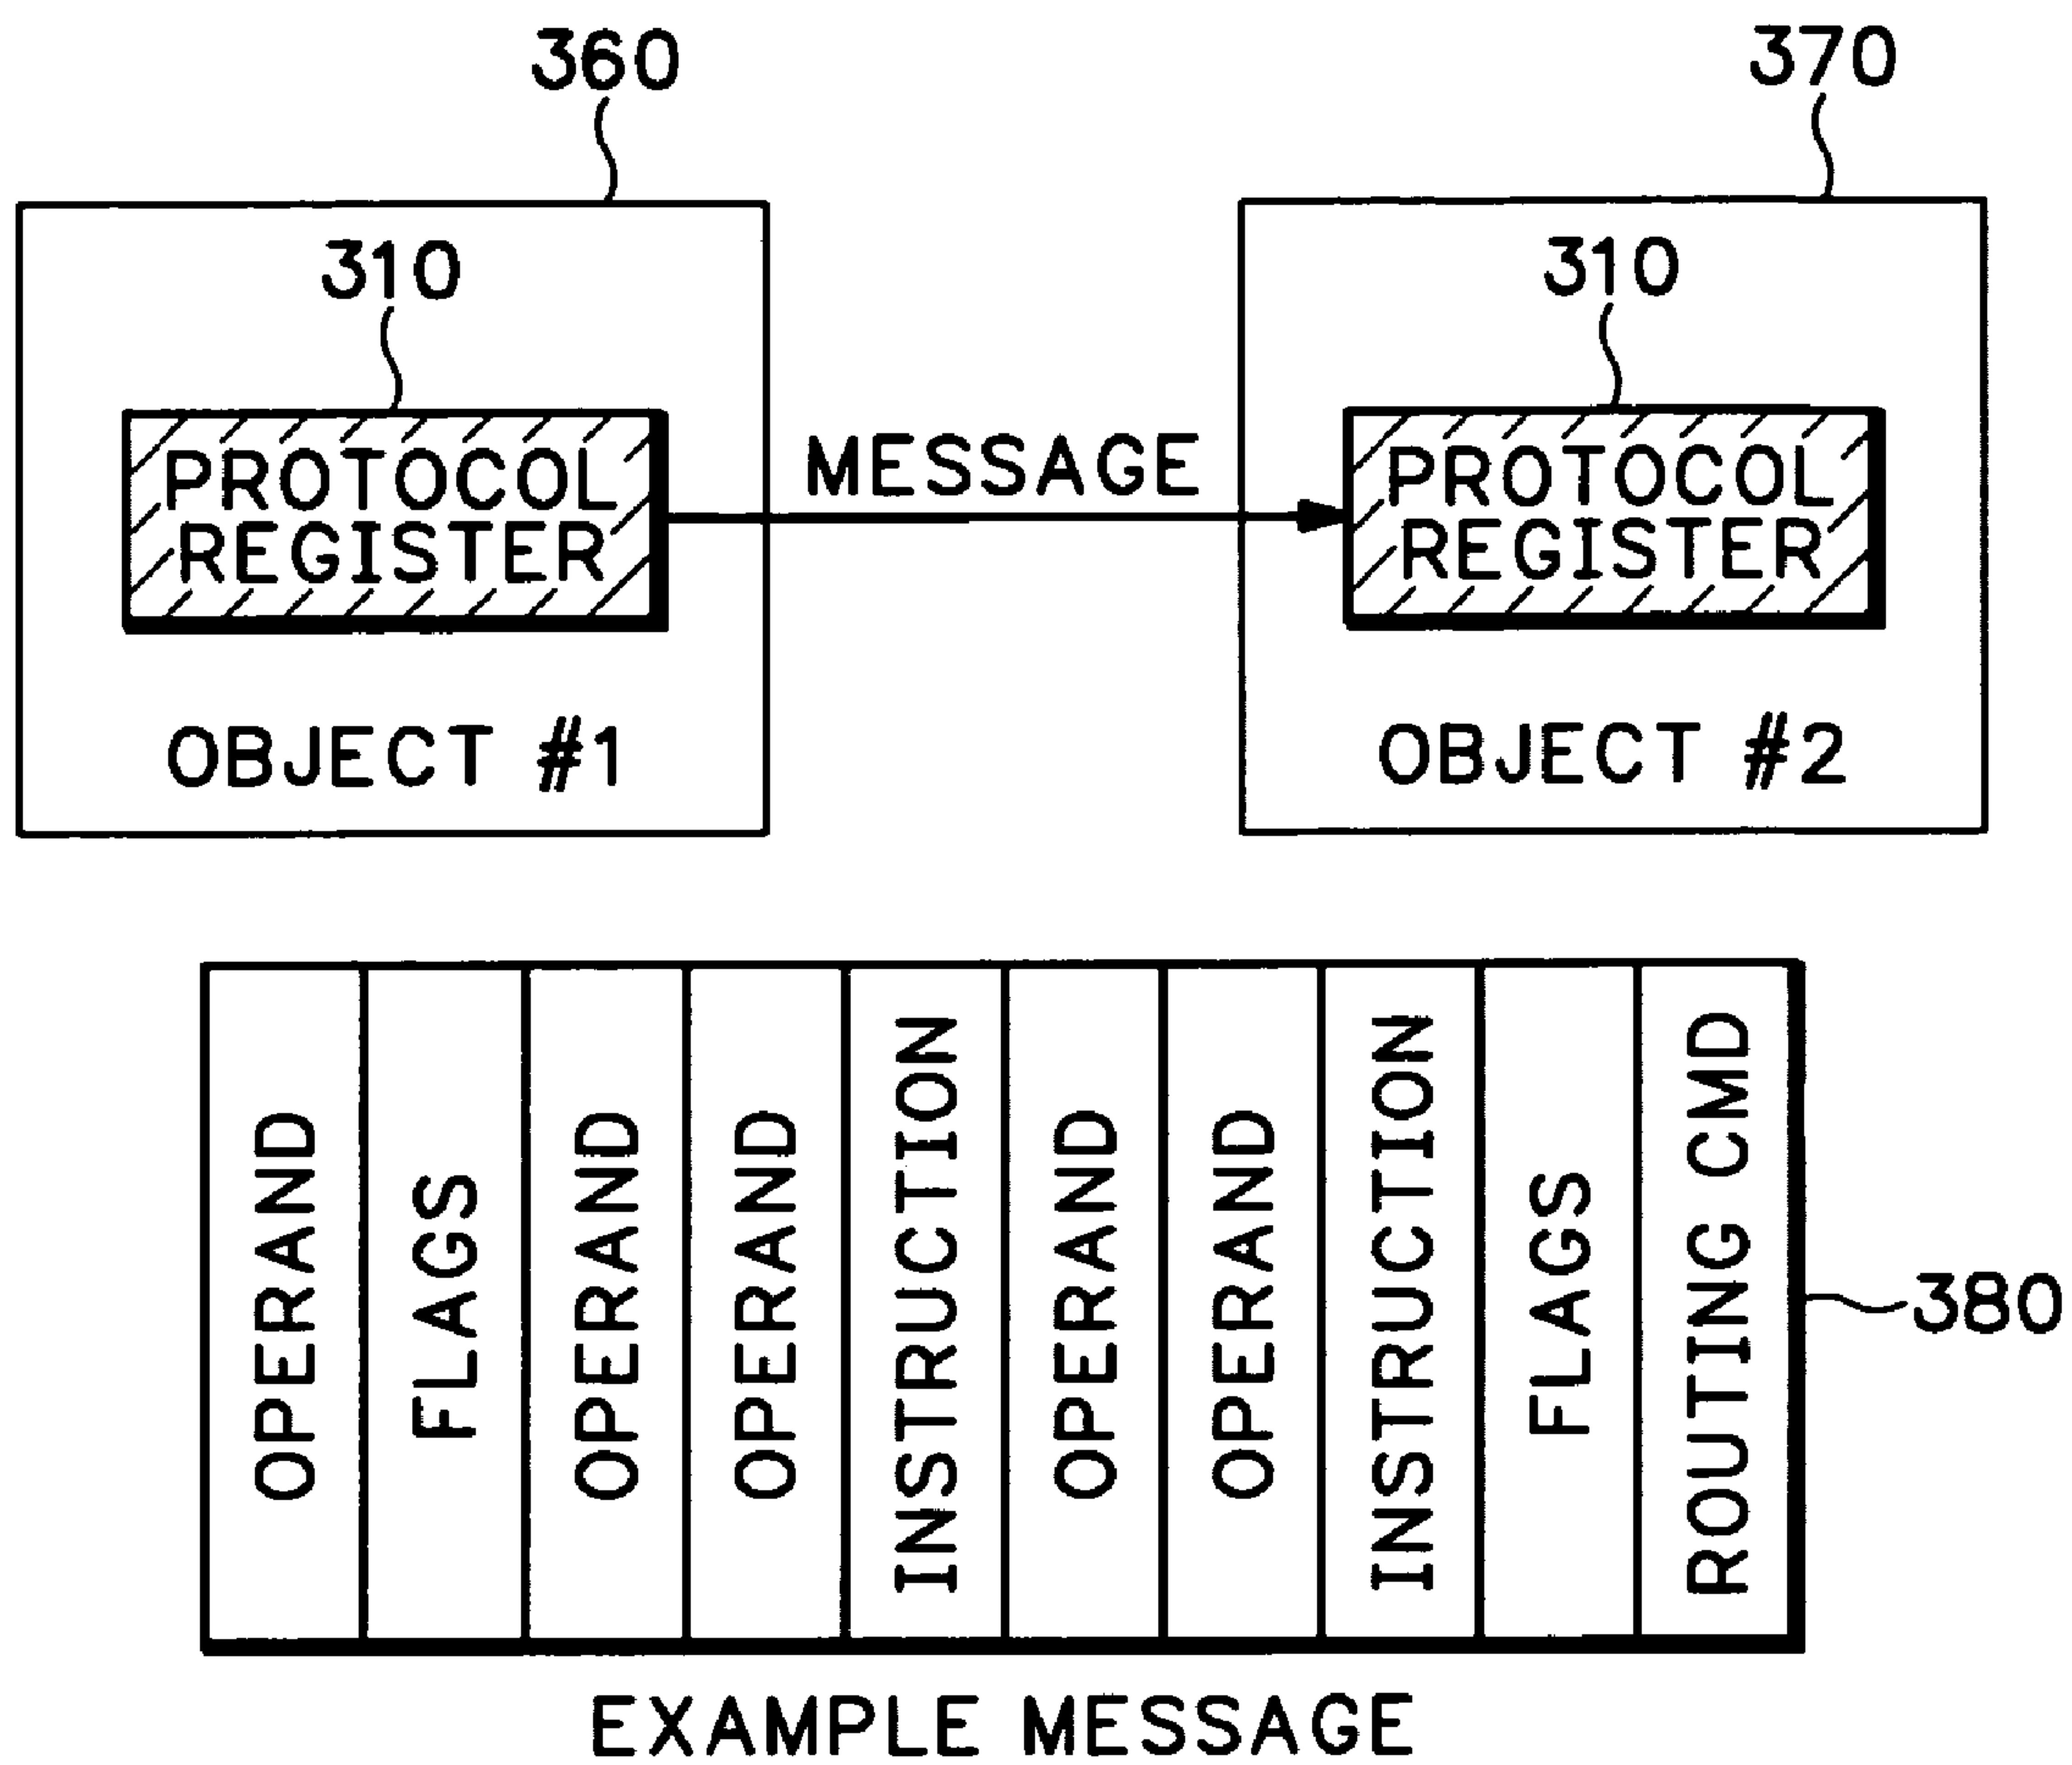 360
370
310
310
PROTOCOL
REGISTER
MESSAGE
PROTOCOL
REGISTER
OBJECT #1
OBJECT #2
OPERAND
FLAGS
OPERAND
OPERAND
INSTRUCTION
OPERAND
OPERAND
INSTRUCTION
FLAGS
ROUTING CMD
380
EXAMPLE MESSAGE